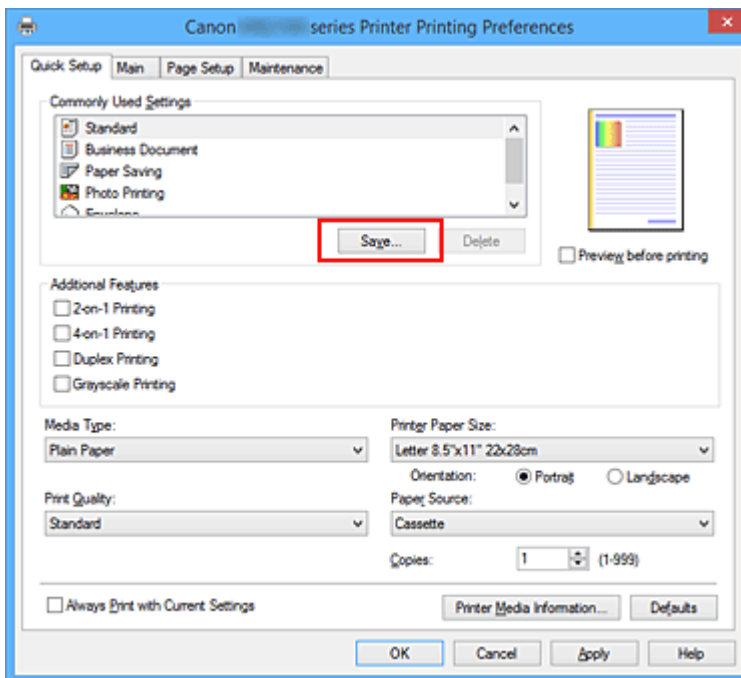 Canon series Printer Printing Preferences
Quick Setup Main Page Setup Maintenance
Commonly Used Settings
Standard
Business Document
Paper Saving
Photo Printing
Save... Delete
Preview before printing
Additional Features
2-on-1 Printing
4-on-1 Printing
Duplex Printing
Grayscale Printing
Media Type: Printer Paper Size:
Plain Paper Letter 8.5"x11" 22x28cm
Orientation: Portrait Landscape
Print Quality: Paper Source:
Standard Cassette
Copies: 1 (1-999)
Always Print with Current Settings Printer Media Information... Defaults
OK Cancel Apply Help